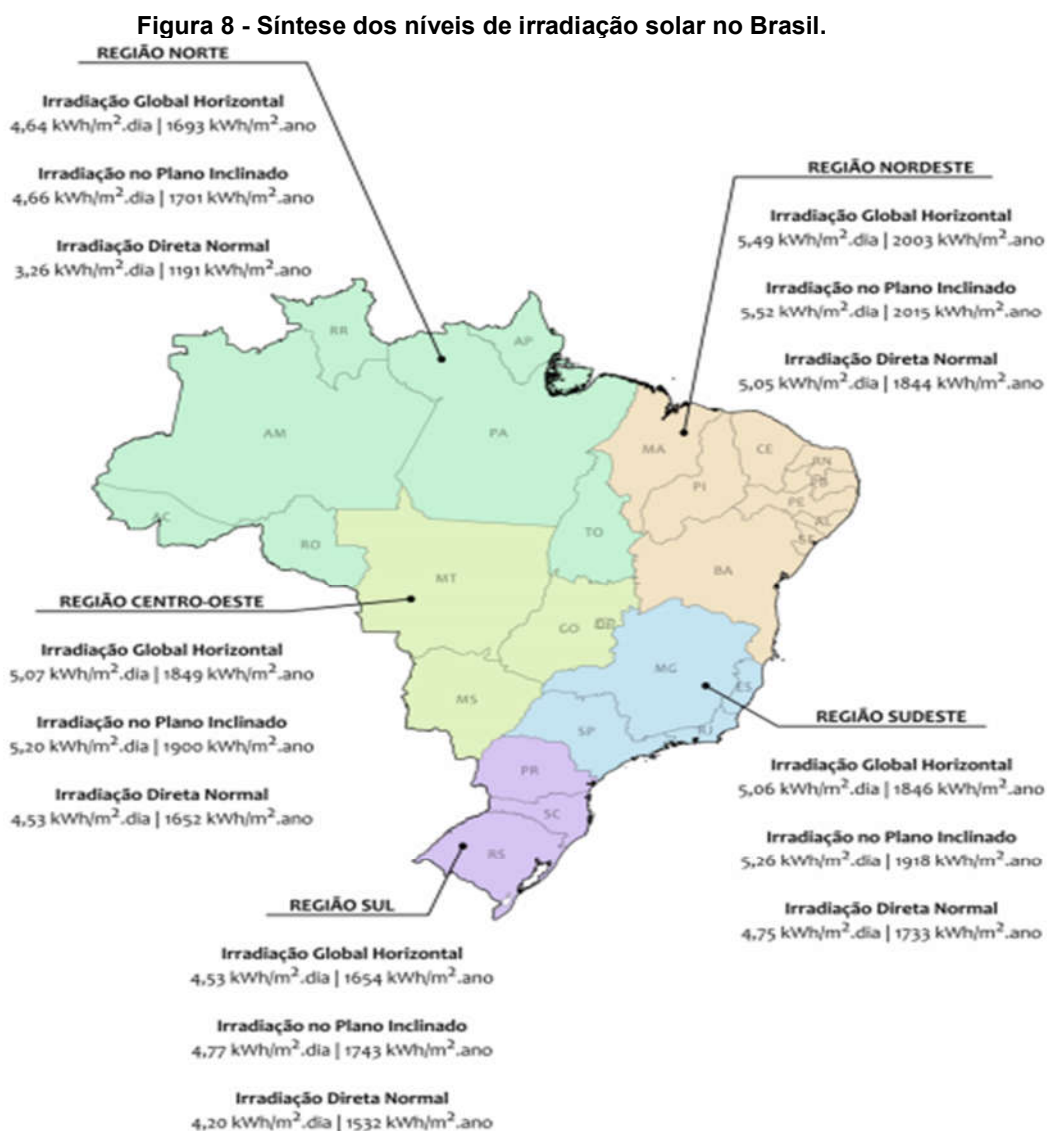 Figura 8 - Síntese dos níveis de irradiação solar no Brasil.
REGIÃO NORTE
Irradiação Global Horizontal
4,64 kWh/m².dia | 1693 kWh/m².ano
Irradiação no Plano Inclinado
4,66 kWh/m².dia | 1701 kWh/m².ano
Irradiação Direta Normal
3,26 kWh/m².dia | 1191 kWh/m².ano
REGIÃO NORDESTE
Irradiação Global Horizontal
5,49 kWh/m².dia | 2003 kWh/m².ano
Irradiação no Plano Inclinado
5,52 kWh/m².dia | 2015 kWh/m².ano
Irradiação Direta Normal
5,05 kWh/m².dia | 1844 kWh/m².ano
RR
AP
AM
PA
MA
CE
RN
PB
PI
PE
AL
SE
AC
RO
TO
BA
MT
GO
DF
MG
ES
MS
SP
RJ
PR
SC
RS
REGIÃO CENTRO-OESTE
Irradiação Global Horizontal
5,07 kWh/m².dia | 1849 kWh/m².ano
Irradiação no Plano Inclinado
5,20 kWh/m².dia | 1900 kWh/m².ano
Irradiação Direta Normal
4,53 kWh/m².dia | 1652 kWh/m².ano
REGIÃO SUDESTE
Irradiação Global Horizontal
5,06 kWh/m².dia | 1846 kWh/m².ano
Irradiação no Plano Inclinado
5,26 kWh/m².dia | 1918 kWh/m².ano
Irradiação Direta Normal
4,75 kWh/m².dia | 1733 kWh/m².ano
REGIÃO SUL
Irradiação Global Horizontal
4,53 kWh/m².dia | 1654 kWh/m².ano
Irradiação no Plano Inclinado
4,77 kWh/m².dia | 1743 kWh/m².ano
Irradiação Direta Normal
4,20 kWh/m².dia | 1532 kWh/m².ano